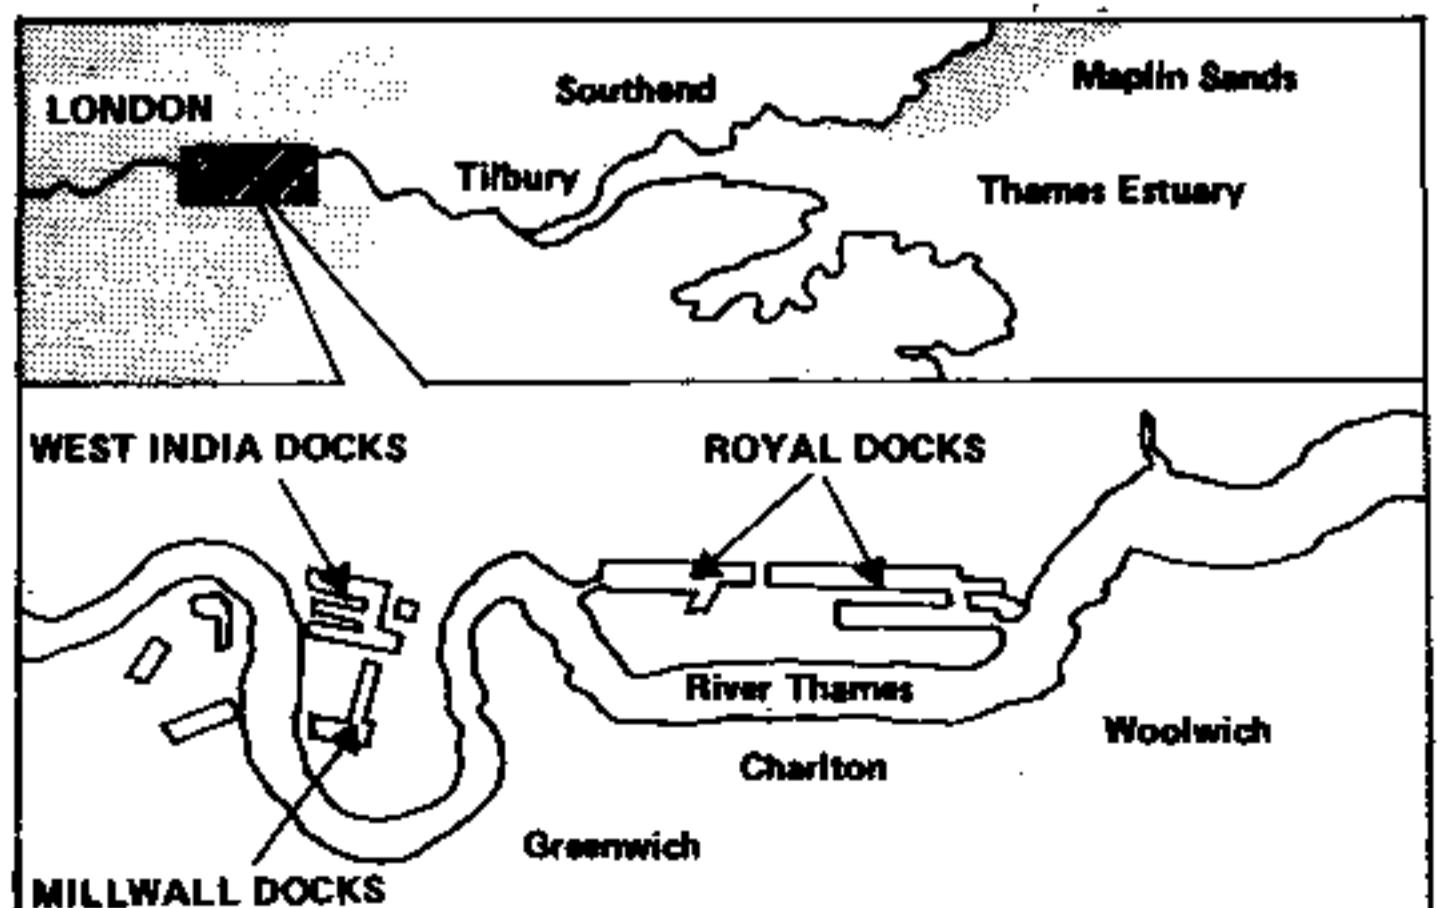 Southend
Maplin Sands
LONDON
Tilbury
Thames Estuary
WEST INDIA DOCKS
ROYAL DOCKS
River Thames
Woolwich
Charlton
Greenwich
MILLWALL DOCKS